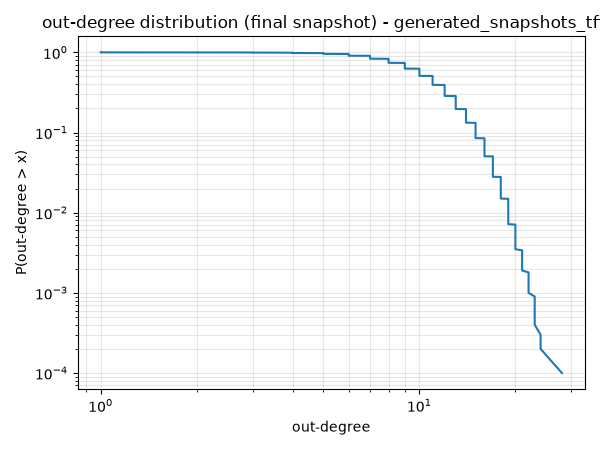 out-degree distribution (final snapshot) - generated_snapshots_tf
10⁰
10⁻¹
10⁻²
10⁻³
10⁻⁴
P(out-degree > x)
10⁰
10¹
out-degree